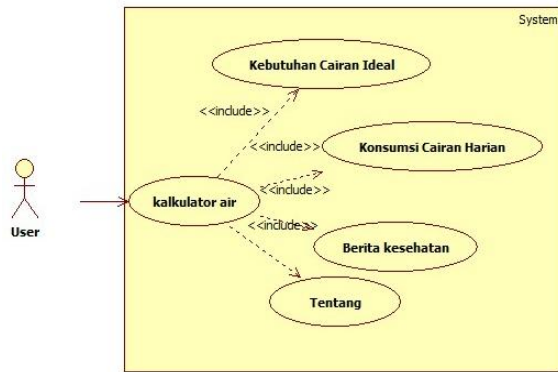 System
Kebutuhan Cairan Ideal
<<include>>
<<include>>
Konsumsi Cairan Harian
<<include>>
kalkulator air
<<include>>
User
Berita kesehatan
Tentang